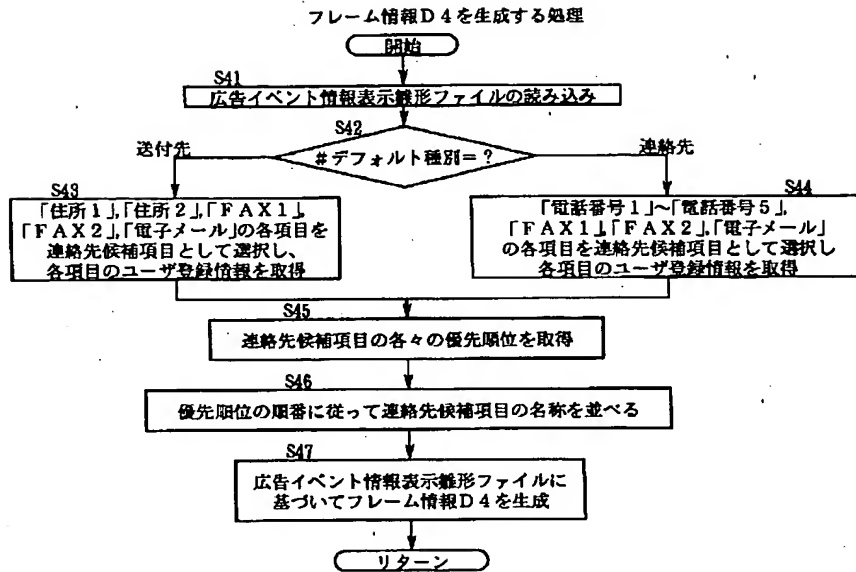 フレーム情報D4を生成する処理
開始
S41
広告イベント情報表示雛形ファイルの読み込み
S42
#デフォルト種別=?
送付先
連絡先
S43
「住所1」,「住所2」,「FAX1」,
「FAX2」,「電子メール」の各項目を
連絡先候補項目として選択し、
各項目のユーザ登録情報を取得
S44
「電話番号1」~「電話番号5」,
「FAX1」,「FAX2」,「電子メール」
の各項目を連絡先候補項目として選択し
各項目のユーザ登録情報を取得
S45
連絡先候補項目の各々の優先順位を取得
S46
優先順位の順番に従って連絡先候補項目の名称を並べる
S47
広告イベント情報表示雛形ファイルに
基づいてフレーム情報D4を生成
リターン